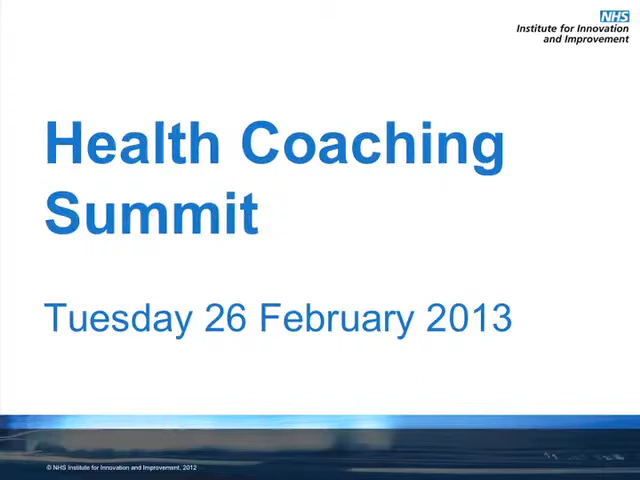 NHS
Institute for Innovation
and Improvement
Health Coaching
Summit
Tuesday 26 February 2013
© NHS Institute for Innovation and Improvement, 2012